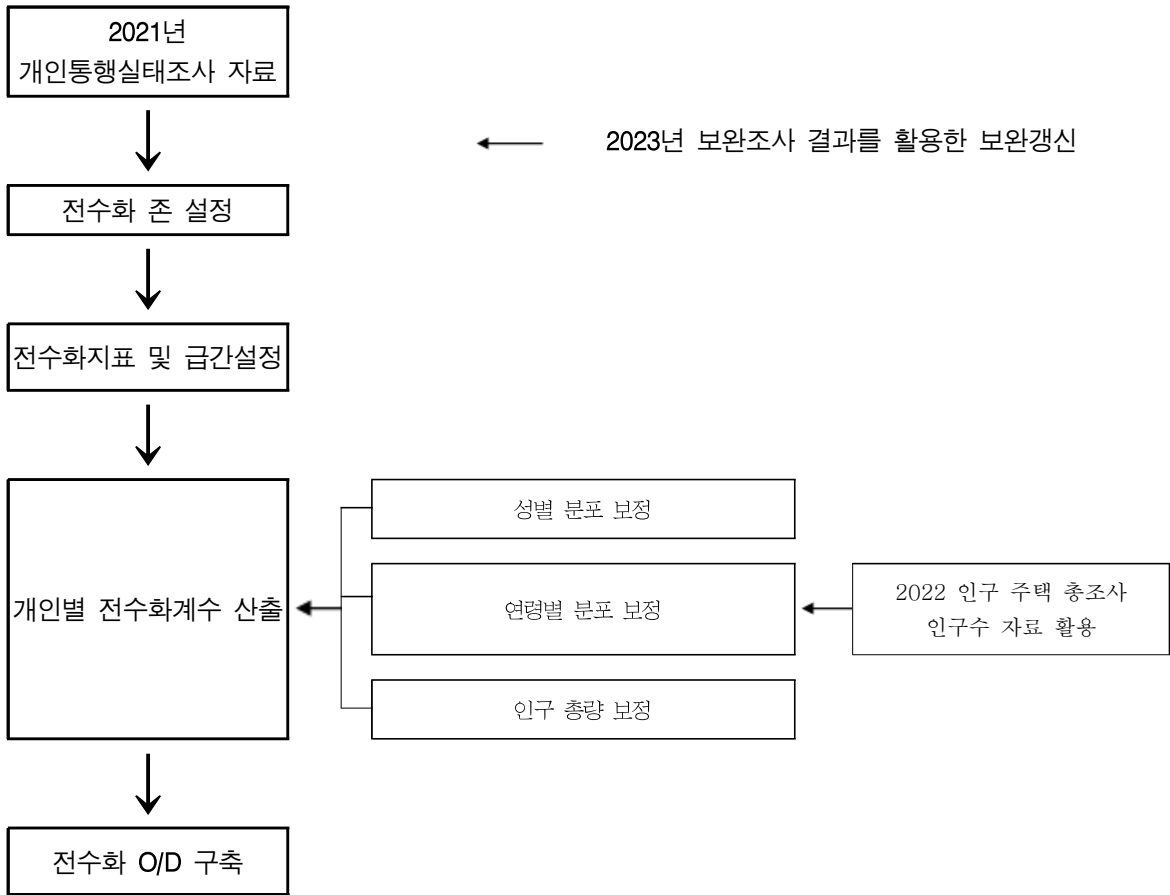 2021년
개인통행실태조사 자료
2023년 보완조사 결과를 활용한 보완갱신
전수화 존 설정
전수화지표 및 급간설정
개인별 전수화계수 산출
성별 분포 보정
연령별 분포 보정
인구 총량 보정
2022 인구 주택 총조사
인구수 자료 활용
전수화 O/D 구축